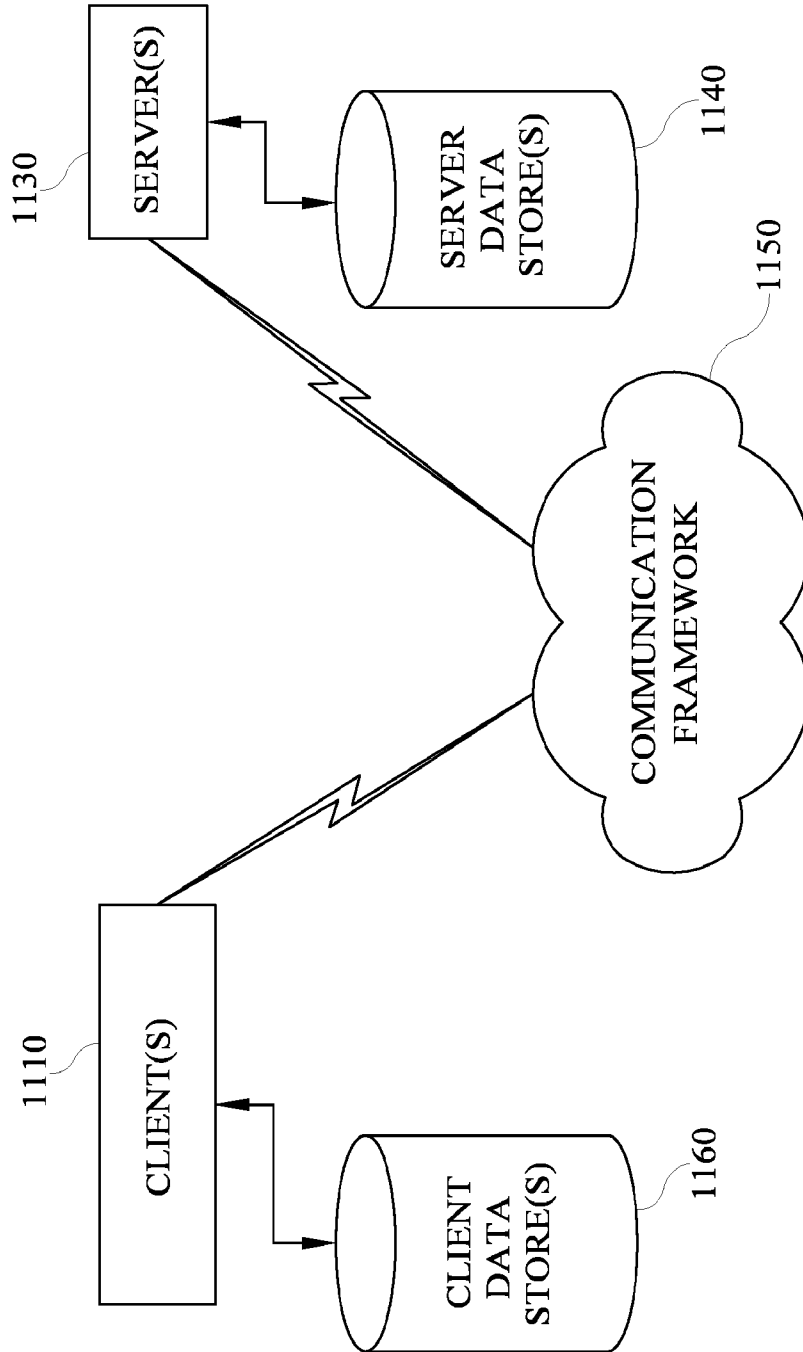 1110
CLIENT(S)
1130
SERVER(S)
CLIENT
DATA
STORE(S)
1160
SERVER
DATA
STORE(S)
1140
COMMUNICATION
FRAMEWORK
1150